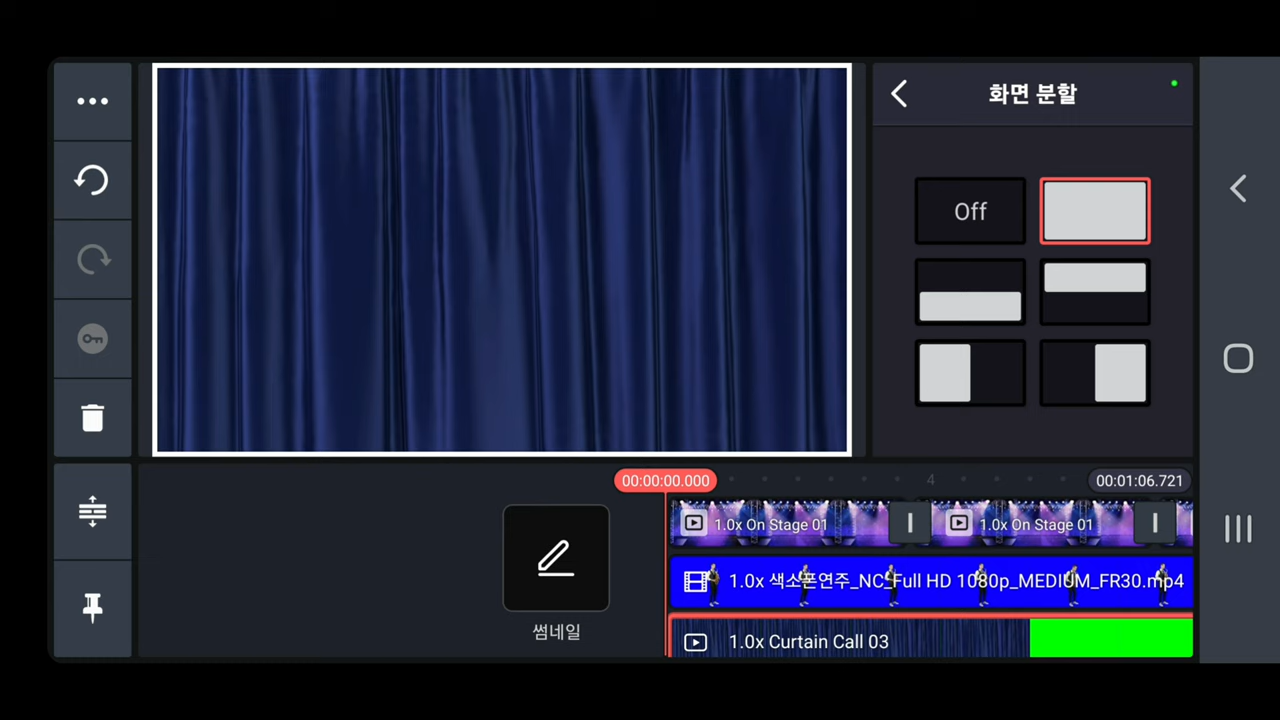 화면 분할
Off
00:00:00.000
4
00:01:06.721
1.0x On Stage 01
1.0x On Stage 01
1.0x 색소폰연주_NC_Full HD 1080p_MEDIUM_FR30.mp4
썸네일
1.0x Curtain Call 03